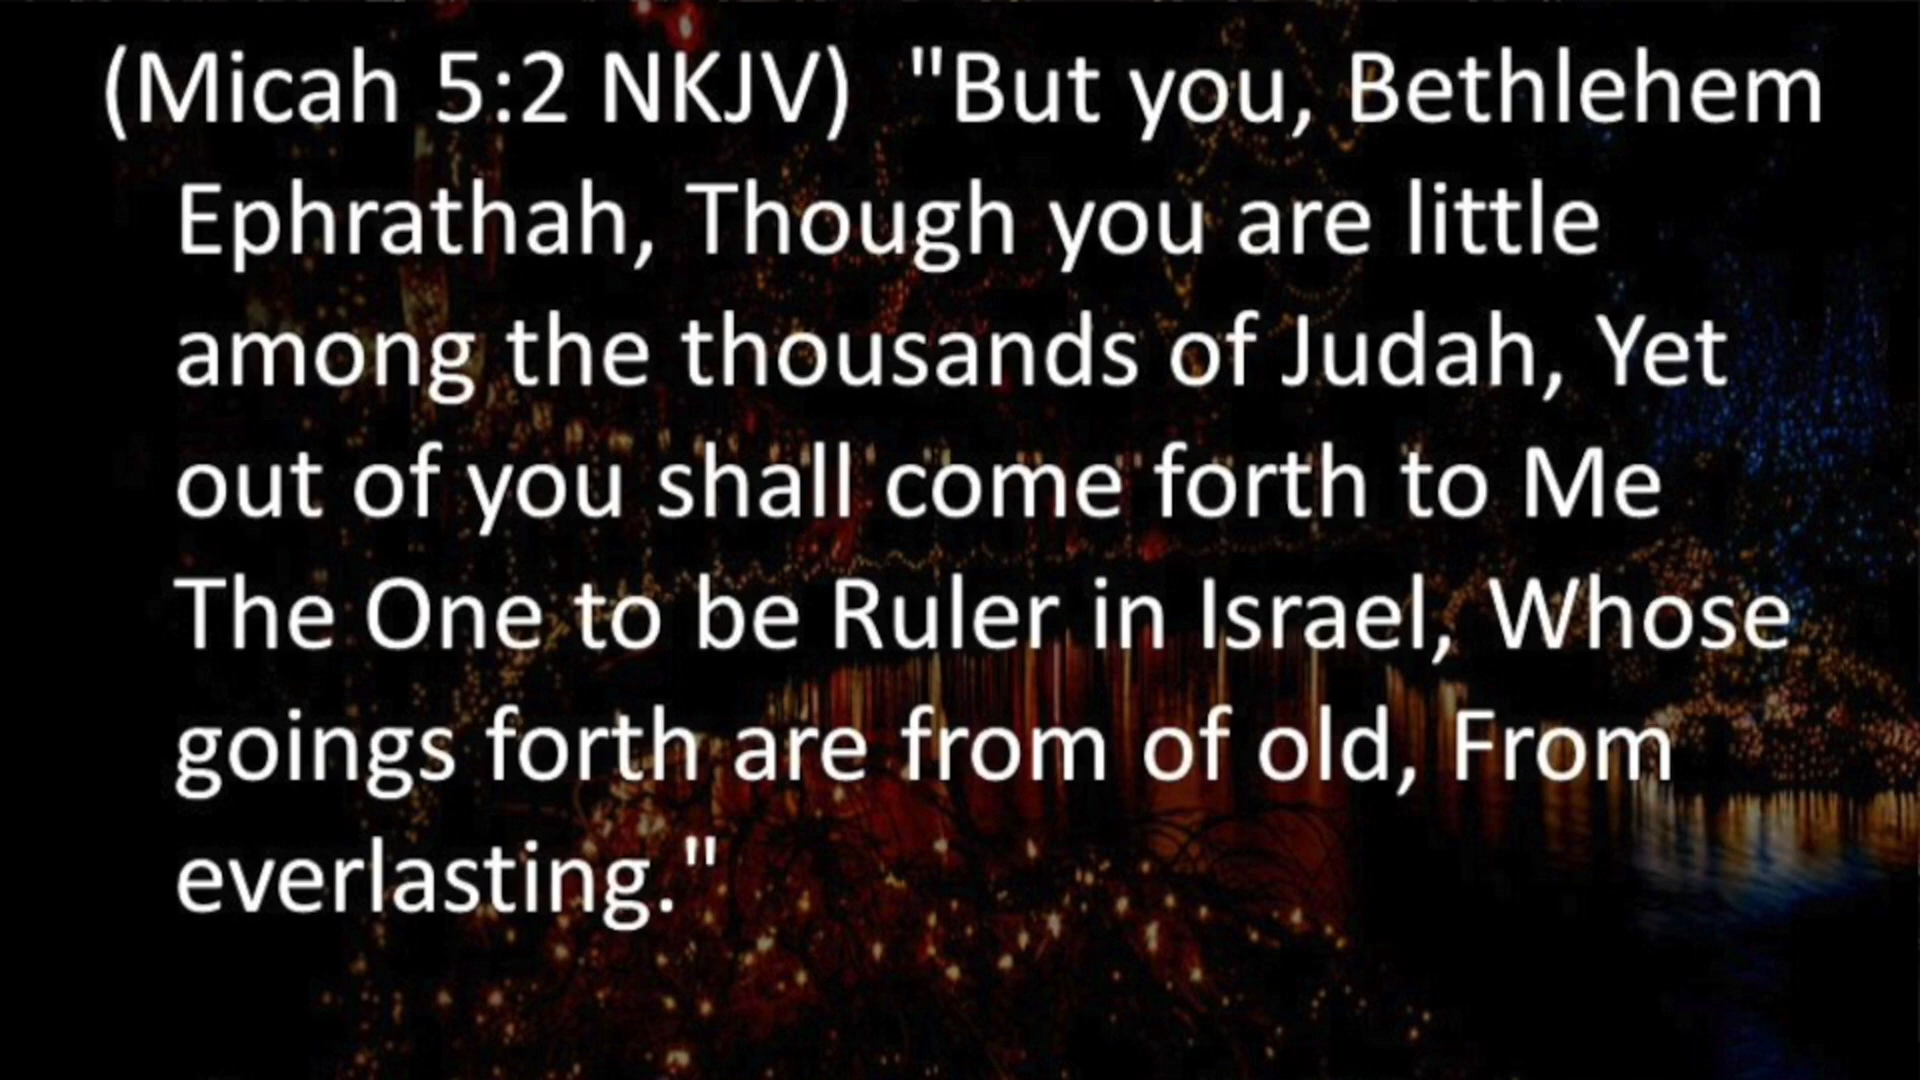 (Micah 5:2 NKJV)  "But you, Bethlehem
Ephrathah, Though you are little
among the thousands of Judah, Yet
out of you shall come forth to Me
The One to be Ruler in Israel, Whose
goings forth are from of old, From
everlasting."